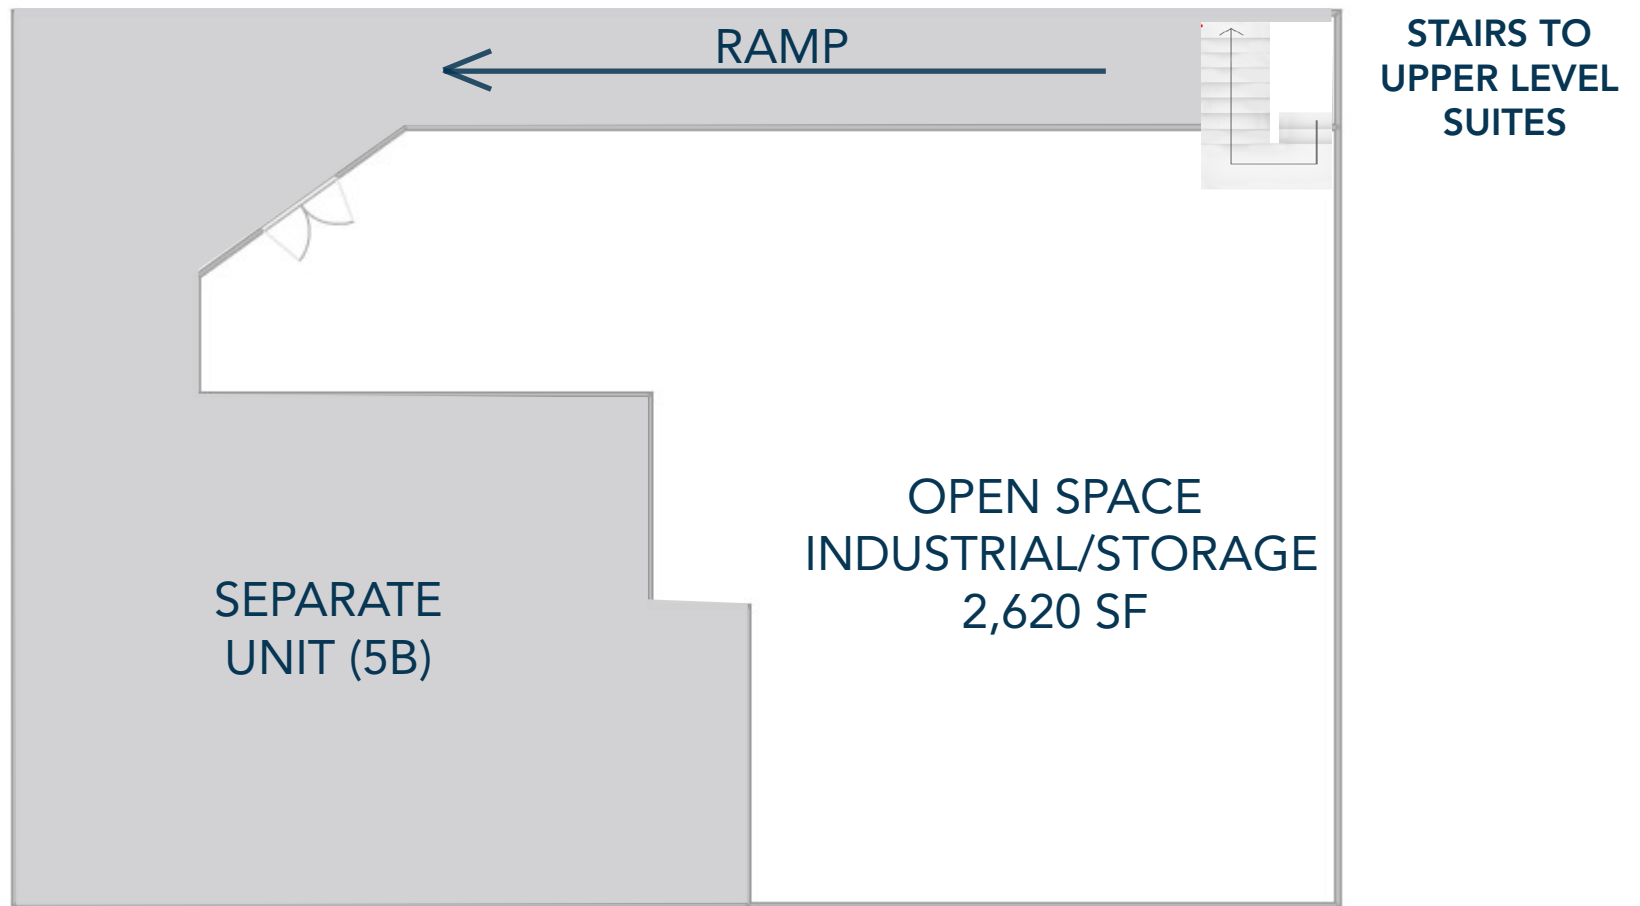 RAMP
STAIRS TO
UPPER LEVEL
SUITES
OPEN SPACE
INDUSTRIAL/STORAGE
2,620 SF
SEPARATE
UNIT (5B)